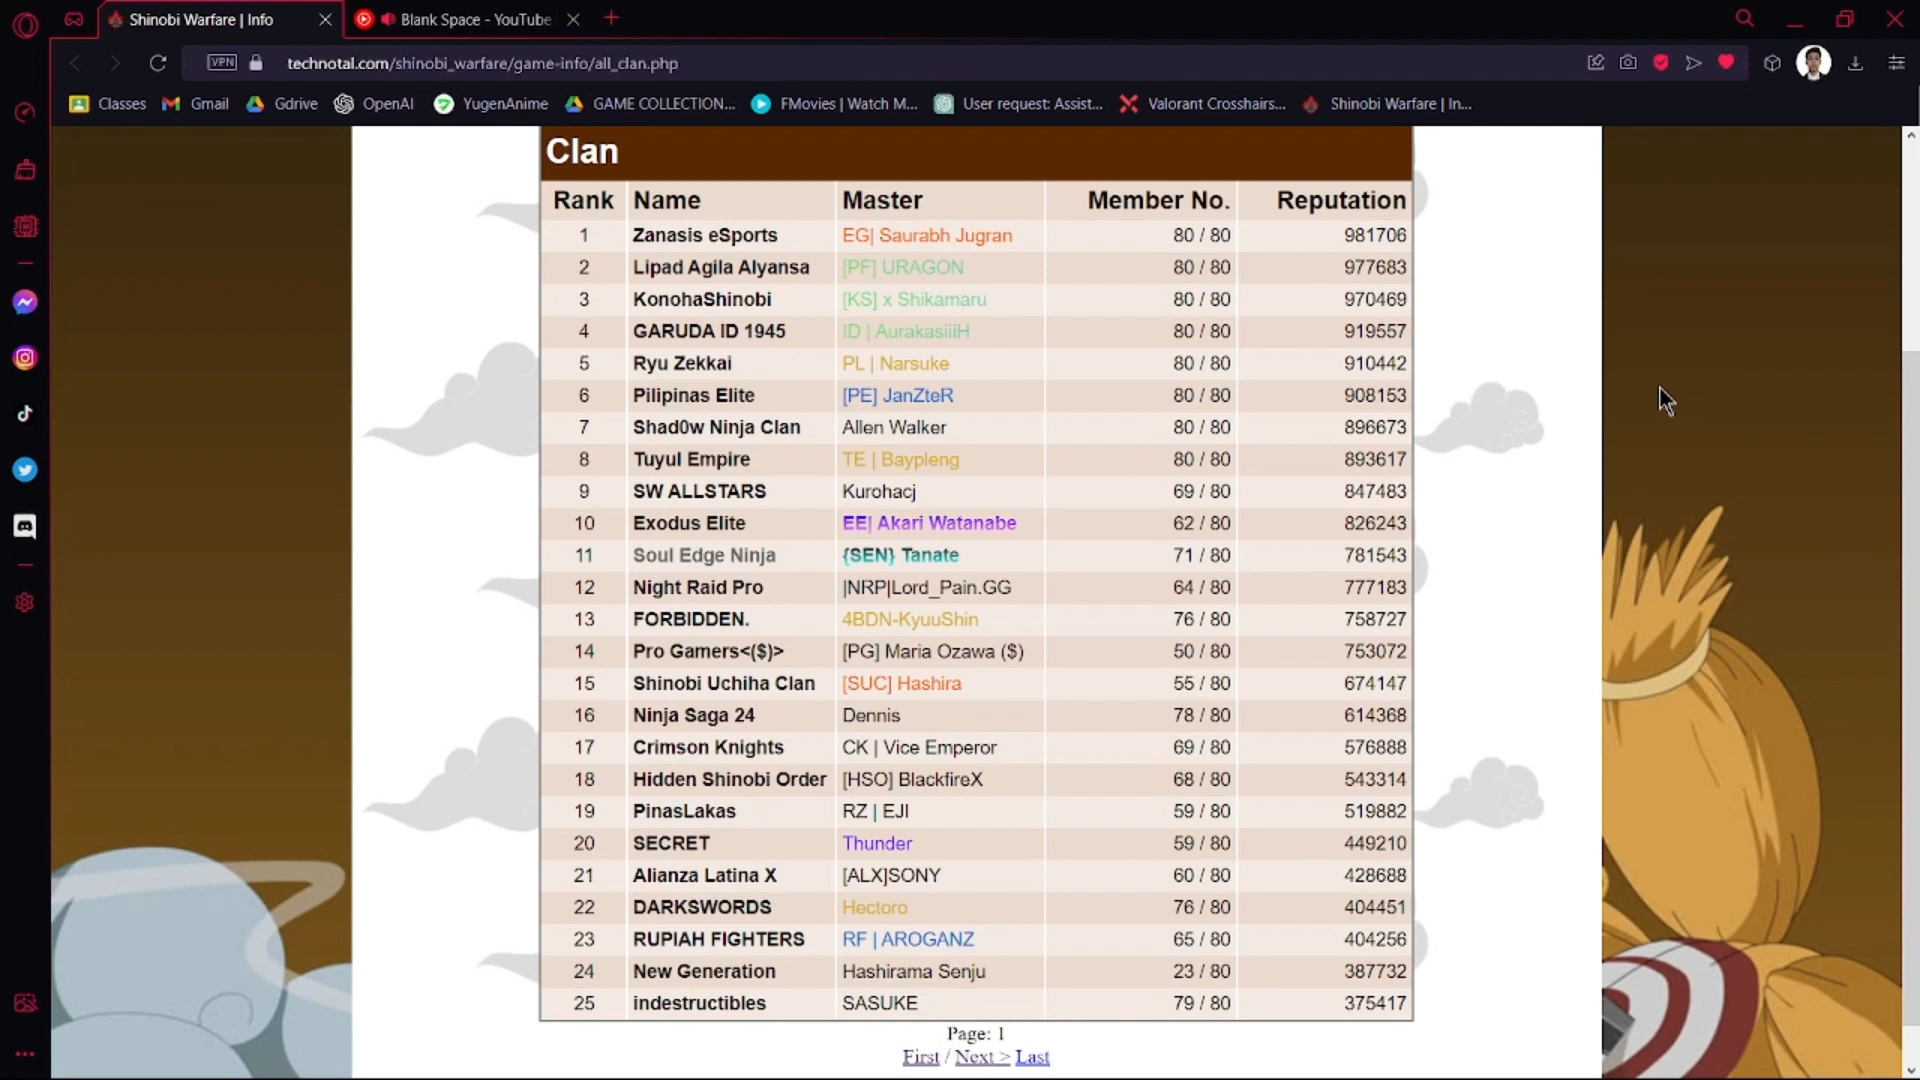 Shinobi Warfare | Info
Blank Space - YouTube
VPN
technotal.com/shinobi_warfare/game-info/all_clan.php
Classes Gmail Gdrive OpenAI YugenAnime GAME COLLECTION... FMovies | Watch M... User request: Assist... Valorant Crosshairs... Shinobi Warfare | In...
Clan
Rank Name Master Member No. Reputation
1 Zanasis eSports EG| Saurabh Jugran 80 / 80 981706
2 Lipad Agila Alyansa [PF] URAGON 80 / 80 977683
3 KonohaShinobi [KS] x Shikamaru 80 / 80 970469
4 GARUDA ID 1945 ID | AurakasiiiH 80 / 80 919557
5 Ryu Zekkai PL | Narsuke 80 / 80 910442
6 Pilipinas Elite [PE] JanZteR 80 / 80 908153
7 Shad0w Ninja Clan Allen Walker 80 / 80 896673
8 Tuyul Empire TE | Baypleng 80 / 80 893617
9 SW ALLSTARS Kurohacj 69 / 80 847483
10 Exodus Elite EE| Akari Watanabe 62 / 80 826243
11 Soul Edge Ninja {SEN} Tanate 71 / 80 781543
12 Night Raid Pro |NRP|Lord_Pain.GG 64 / 80 777183
13 FORBIDDEN. 4BDN-KyuuShin 76 / 80 758727
14 Pro Gamers<($)> [PG] Maria Ozawa ($) 50 / 80 753072
15 Shinobi Uchiha Clan [SUC] Hashira 55 / 80 674147
16 Ninja Saga 24 Dennis 78 / 80 614368
17 Crimson Knights CK | Vice Emperor 69 / 80 576888
18 Hidden Shinobi Order [HSO] BlackfireX 68 / 80 543314
19 PinasLakas RZ | EJI 59 / 80 519882
20 SECRET Thunder 59 / 80 449210
21 Alianza Latina X [ALX]SONY 60 / 80 428688
22 DARKSWORDS Hectoro 76 / 80 404451
23 RUPIAH FIGHTERS RF | AROGANZ 65 / 80 404256
24 New Generation Hashirama Senju 23 / 80 387732
25 indestructibles SASUKE 79 / 80 375417
Page: 1
First / Next > Last